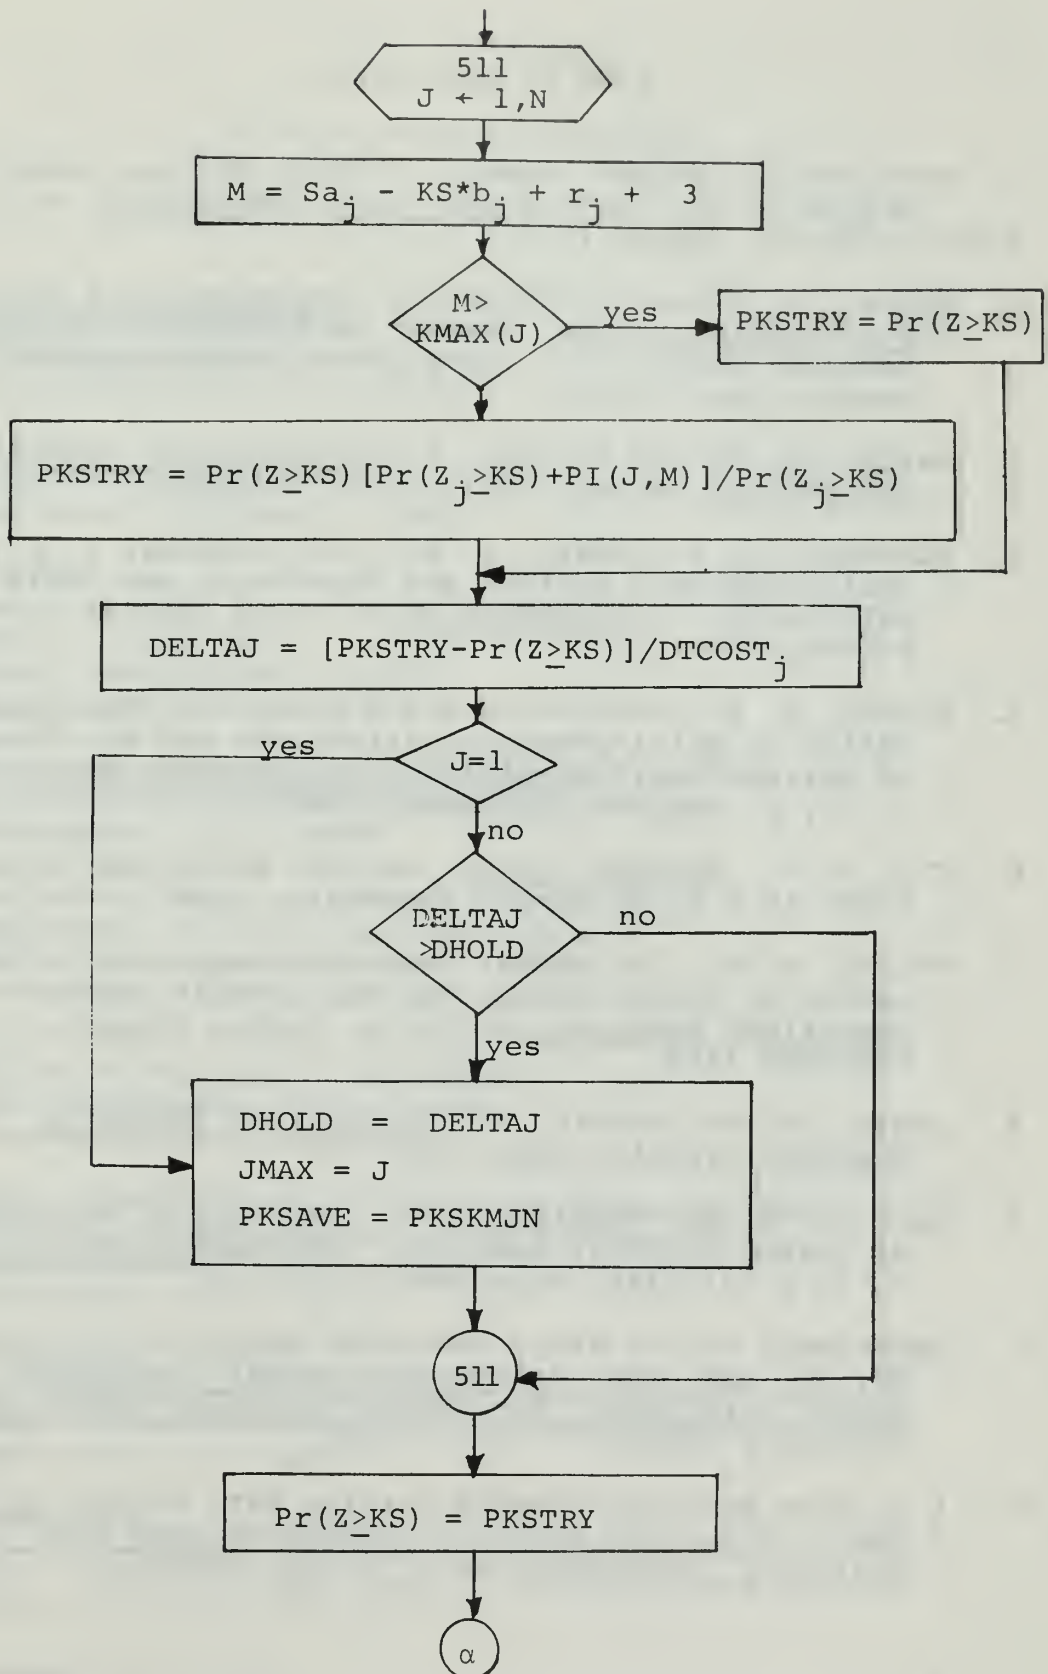 511
J ← 1,N
M = Sa_j - KS*b_j + r_j + 3
M>
KMAX(J)
yes
PKSTRY = Pr(Z≥KS)
PKSTRY = Pr(Z≥KS)[Pr(Z_j≥KS)+PI(J,M)]/Pr(Z_j≥KS)
DELTAJ = [PKSTRY-Pr(Z≥KS)]/DTCOST_j
yes
J=1
no
DELTAJ
>DHOLD
no
yes
DHOLD = DELTAJ
JMAX = J
PKSAVE = PKSKMJN
511
Pr(Z≥KS) = PKSTRY
α